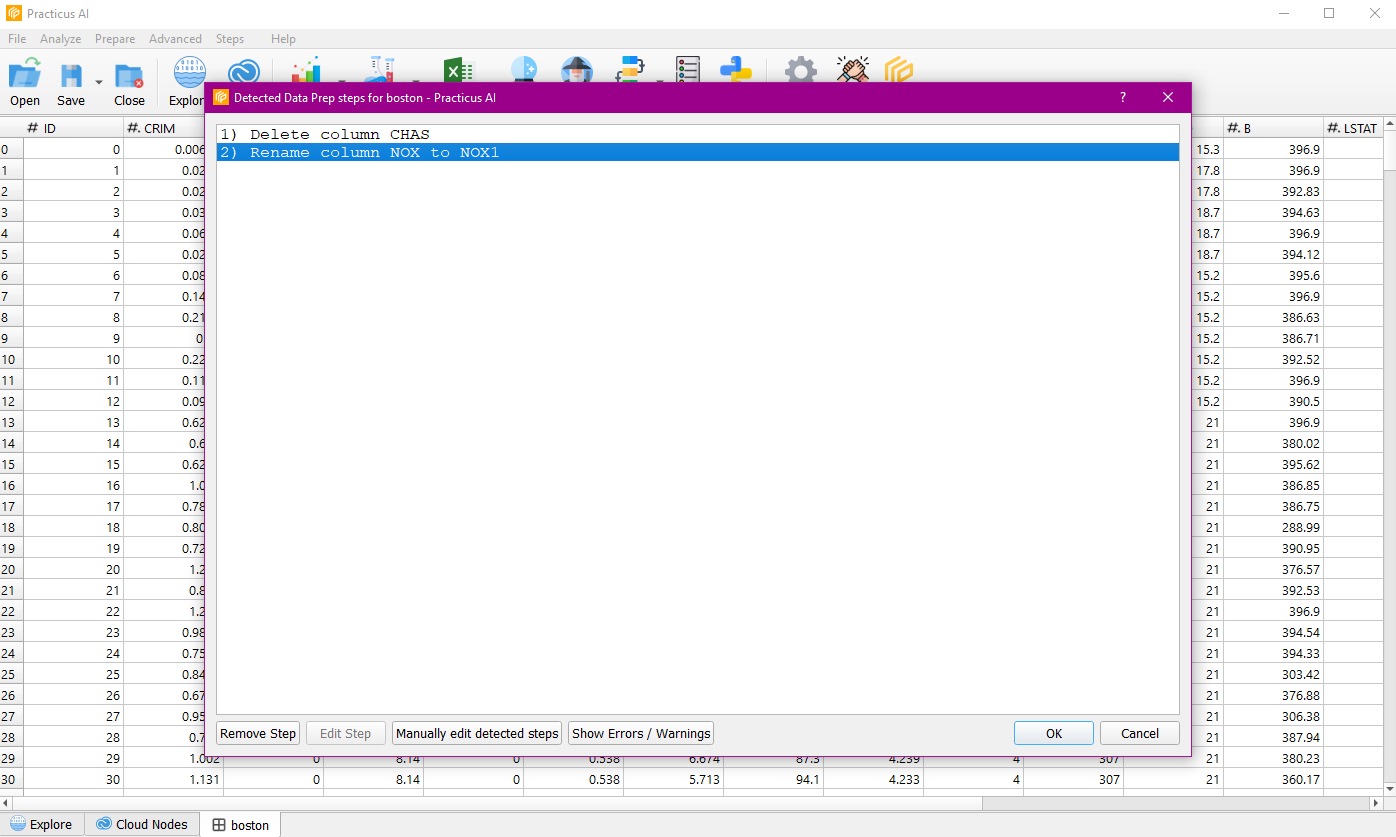 Practicus AI
File Analyze Prepare Advanced Steps Help
Open Save Close Explor
Detected Data Prep steps for boston - Practicus AI ?
1) Delete column CHAS
2) Rename column NOX to NOX1
Remove Step Edit Step Manually edit detected steps Show Errors / Warnings OK Cancel
# ID #. CRIM #. B #. LSTAT
0 0 0.006 15.3 396.9
1 1 0.02 17.8 396.9
2 2 0.02 17.8 392.83
3 3 0.03 18.7 394.63
4 4 0.06 18.7 396.9
5 5 0.02 18.7 394.12
6 6 0.08 15.2 395.6
7 7 0.14 15.2 396.9
8 8 0.21 15.2 386.63
9 9 0 15.2 386.71
10 10 0.22 15.2 392.52
11 11 0.11 15.2 396.9
12 12 0.09 15.2 390.5
13 13 0.62 21 396.9
14 14 0.6 21 380.02
15 15 0.62 21 395.62
16 16 1.0 21 386.85
17 17 0.78 21 386.75
18 18 0.80 21 288.99
19 19 0.72 21 390.95
20 20 1.2 21 376.57
21 21 0.8 21 392.53
22 22 1.2 21 396.9
23 23 0.98 21 394.54
24 24 0.75 21 394.33
25 25 0.84 21 303.42
26 26 0.67 21 376.88
27 27 0.95 21 306.38
28 28 0.7 21 387.94
29 29 1.002 0 8.14 0 0.538 6.674 87.3 4.239 4 307 21 380.23
30 30 1.131 0 8.14 0 0.538 5.713 94.1 4.233 4 307 21 360.17
Explore Cloud Nodes boston